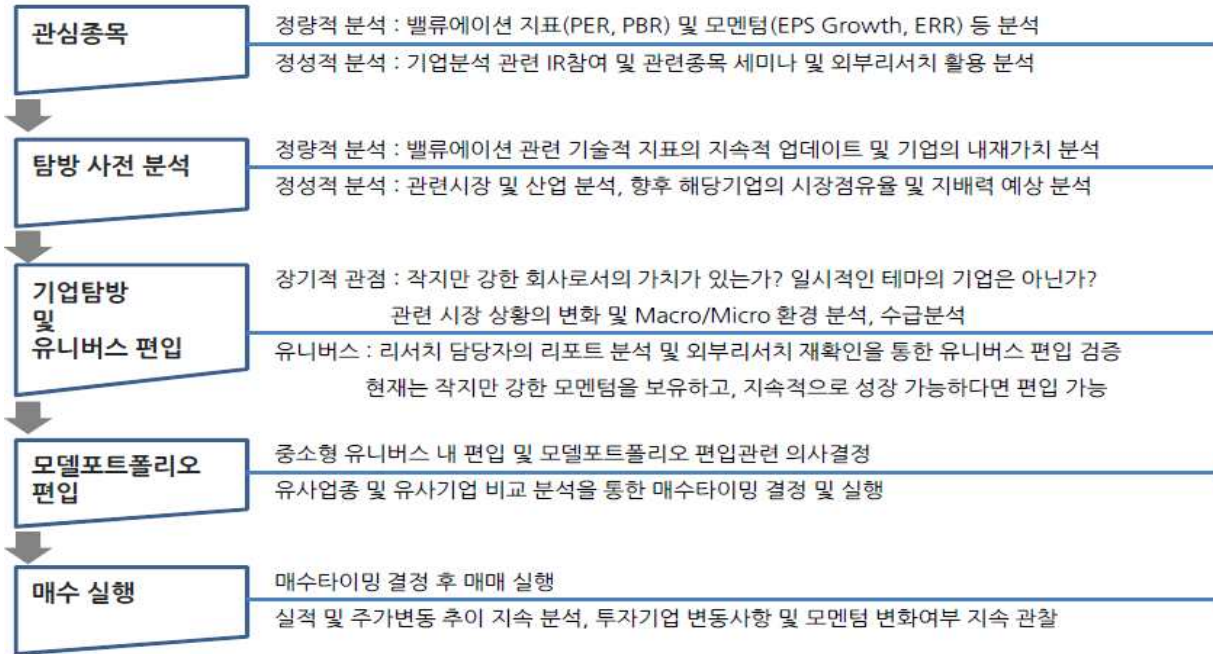 관심종목
정량적 분석 : 밸류에이션 지표(PER, PBR) 및 모멘텀(EPS Growth, ERR) 등 분석
정성적 분석 : 기업분석 관련 IR참여 및 관련종목 세미나 및 외부리서치 활용 분석
탐방 사전 분석
정량적 분석 : 밸류에이션 관련 기술적 지표의 지속적 업데이트 및 기업의 내재가치 분석
정성적 분석 : 관련시장 및 산업 분석, 향후 해당기업의 시장점유율 및 지배력 예상 분석
기업탐방
및
유니버스 편입
장기적 관점 : 작지만 강한 회사로서의 가치가 있는가? 일시적인 테마의 기업은 아닌가?
관련 시장 상황의 변화 및 Macro/Micro 환경 분석, 수급분석
유니버스 : 리서치 담당자의 리포트 분석 및 외부리서치 재확인을 통한 유니버스 편입 검증
현재는 작지만 강한 모멘텀을 보유하고, 지속적으로 성장 가능하다면 편입 가능
모델포트폴리오
편입
중소형 유니버스 내 편입 및 모델포트폴리오 편입관련 의사결정
유사업종 및 유사기업 비교 분석을 통한 매수타이밍 결정 및 실행
매수 실행
매수타이밍 결정 후 매매 실행
실적 및 주가변동 추이 지속 분석, 투자기업 변동사항 및 모멘텀 변화여부 지속 관찰